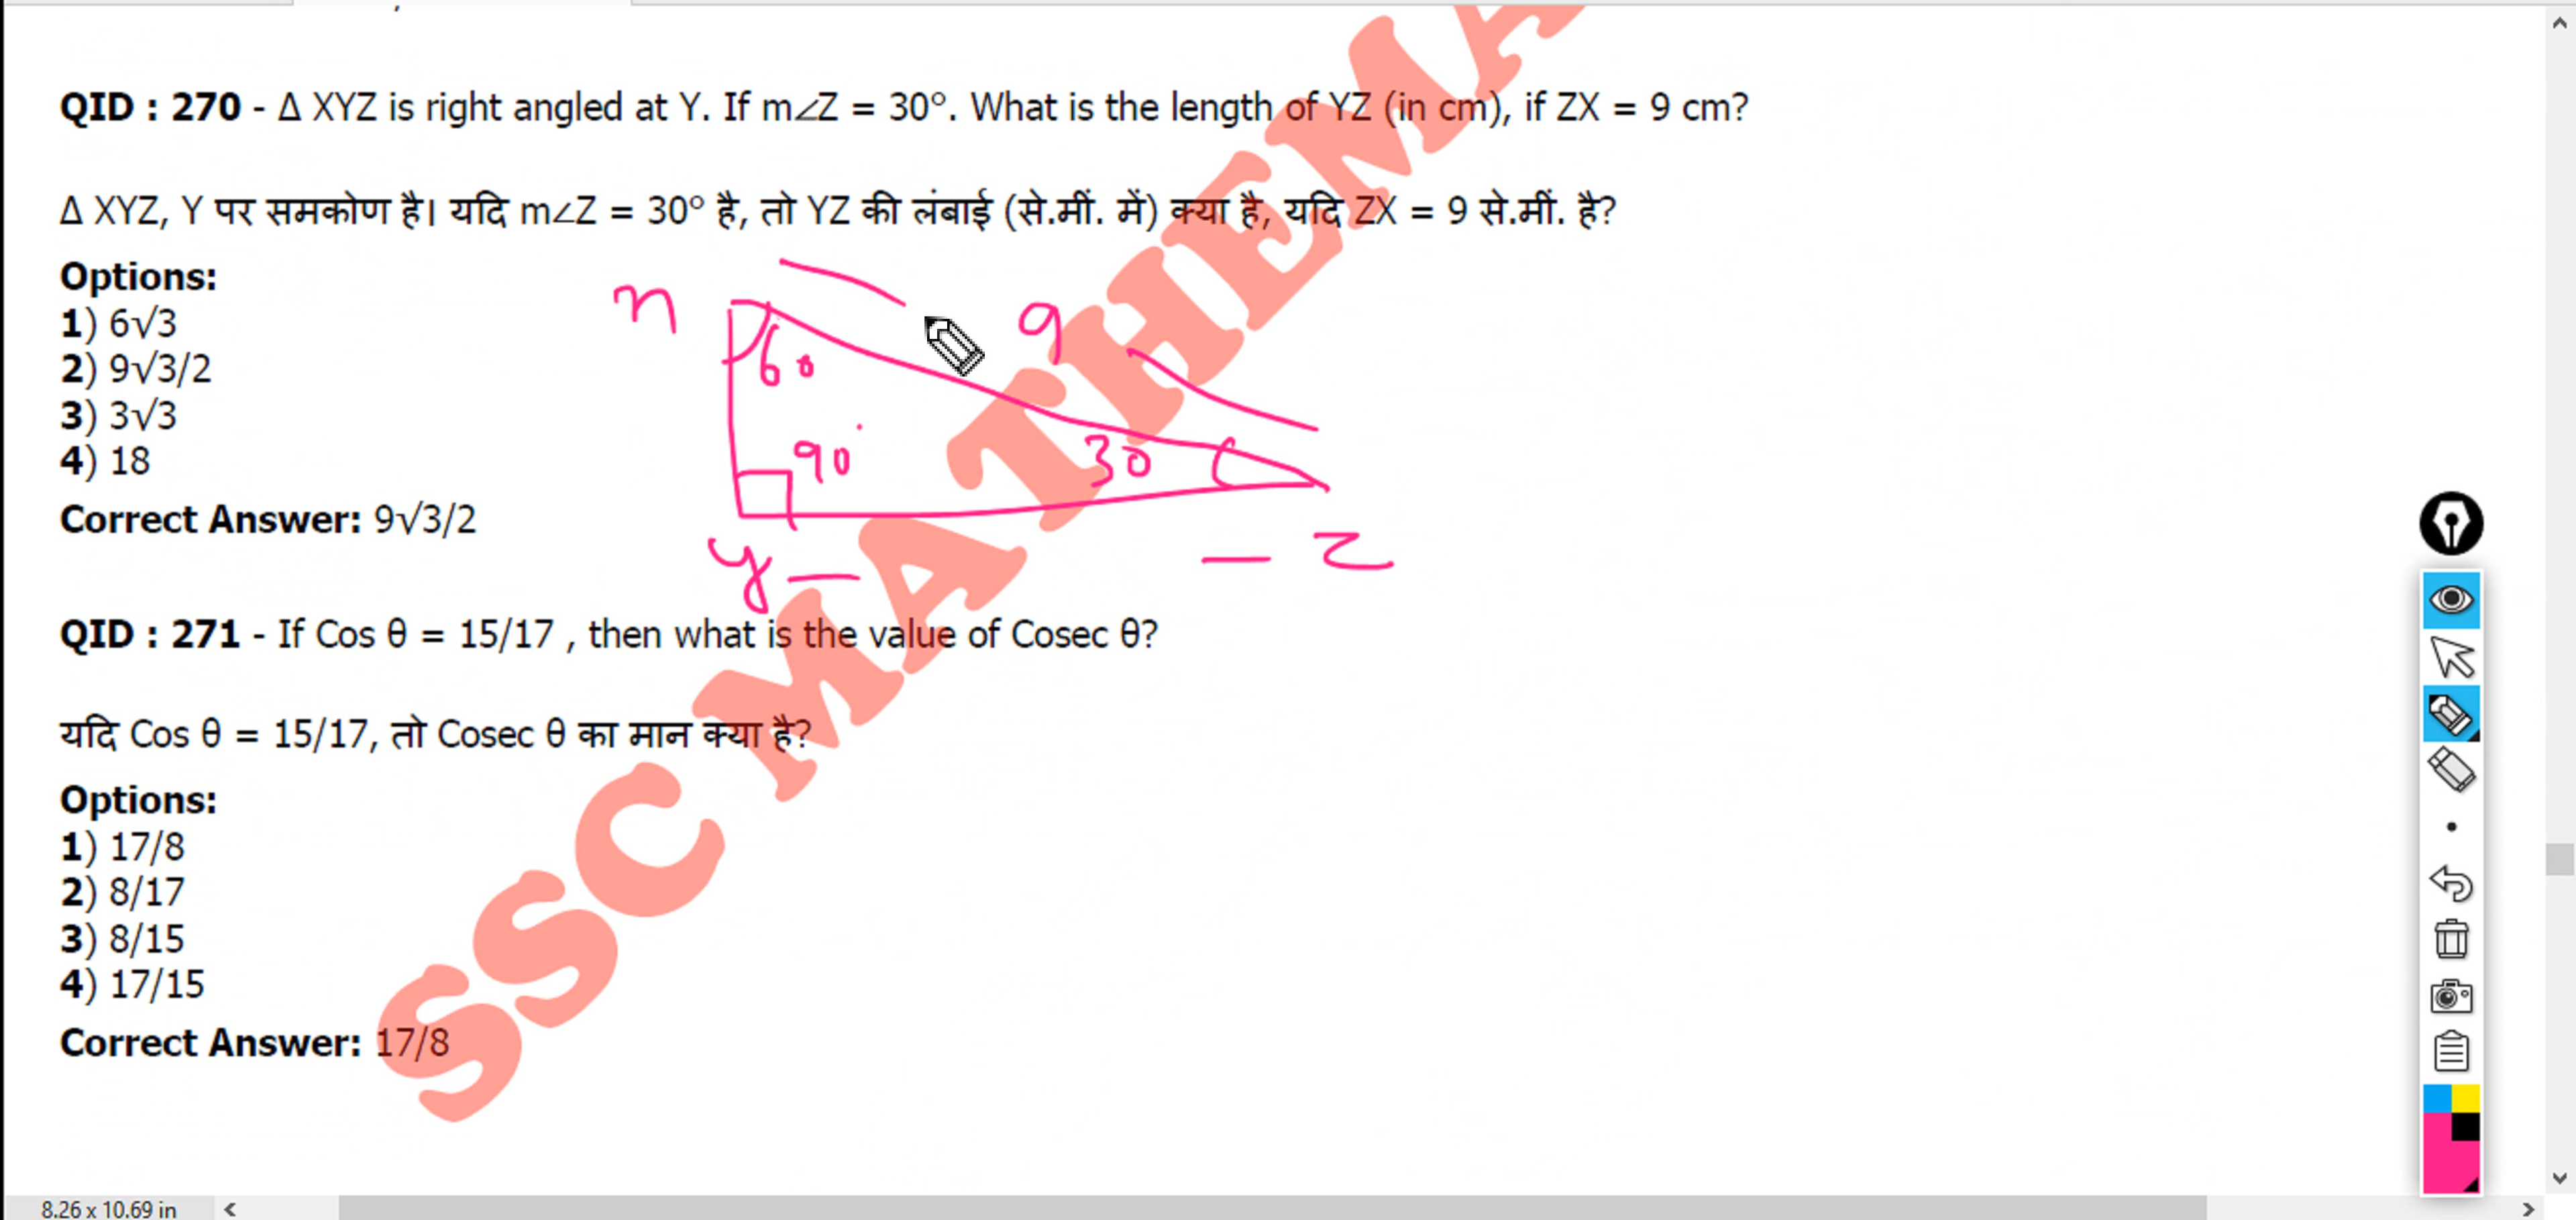 QID : 270 - Δ XYZ is right angled at Y. If m∠Z = 30°. What is the length of YZ (in cm), if ZX = 9 cm?
Δ XYZ, Y पर समकोण है। यदि m∠Z = 30° है, तो YZ की लंबाई (से.मीं. में) क्या है, यदि ZX = 9 से.मीं. है?
Options:
1) 6√3
2) 9√3/2
3) 3√3
4) 18
Correct Answer: 9√3/2
x
9
60
90°
30
y
z
QID : 271 - If Cos θ = 15/17 , then what is the value of Cosec θ?
यदि Cos θ = 15/17, तो Cosec θ का मान क्या है?
Options:
1) 17/8
2) 8/17
3) 8/15
4) 17/15
Correct Answer: 17/8
SSC MATHEMA
8.26 x 10.69 in